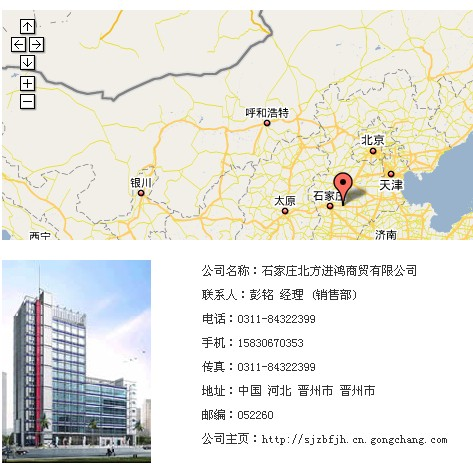 呼和浩特
北京
银川
天津
太原
石家庄
西宁
济南
公司名称：石家庄北方进鸿商贸有限公司
联系人：彭铭 经理 (销售部)
电话：0311-84322399
手机：15830670353
传真：0311-84322399
地址：中国 河北 晋州市 晋州市
邮编：052260
公司主页：http://sjzbfjh.cn.gongchang.com